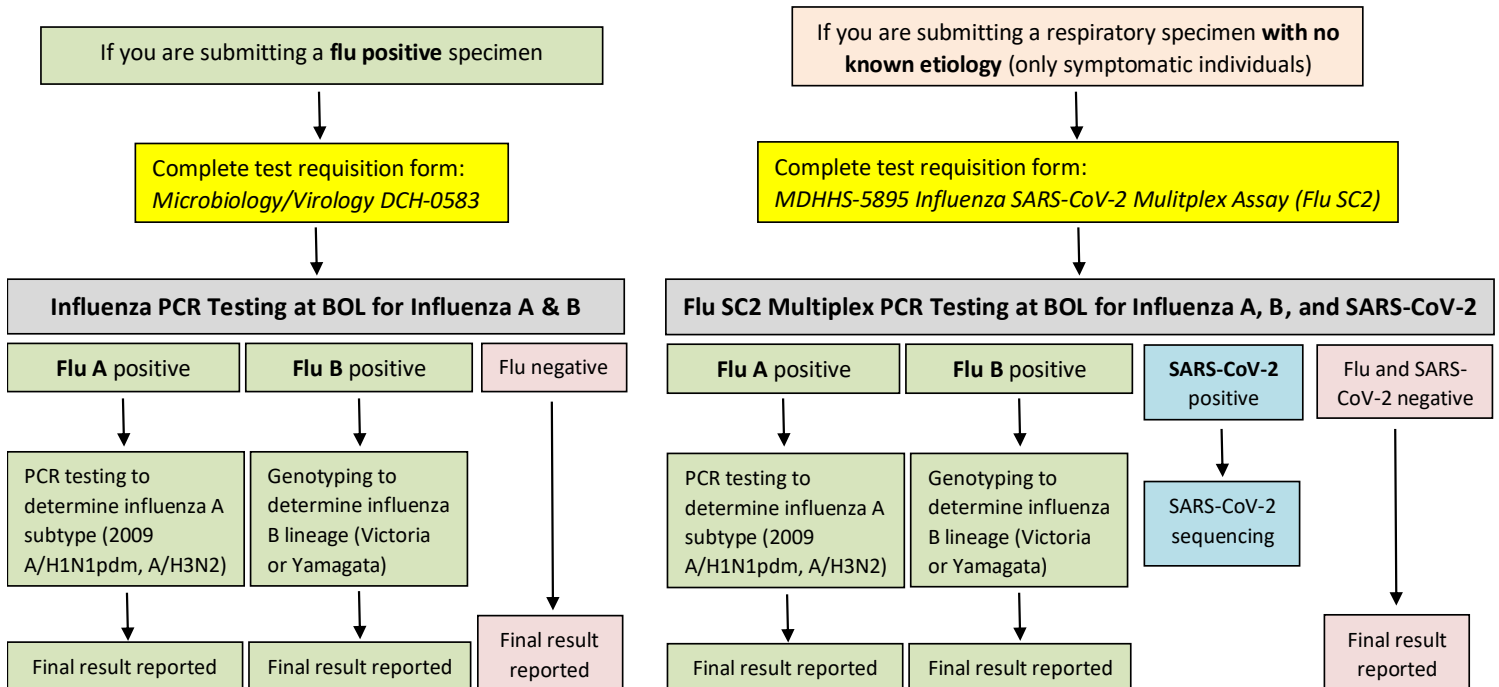 If you are submitting a flu positive specimen
Complete test requisition form:
Microbiology/Virology DCH-0583
Influenza PCR Testing at BOL for Influenza A & B
Flu A positive
PCR testing to
determine influenza A
subtype (2009
A/H1N1pdm, A/H3N2)
Final result reported
Flu B positive
Genotyping to
determine influenza
B lineage (Victoria
or Yamagata)
Final result reported
Flu negative
Final result
reported
If you are submitting a respiratory specimen with no
known etiology (only symptomatic individuals)
Complete test requisition form:
MDHHS-5895 Influenza SARS-CoV-2 Mulitplex Assay (Flu SC2)
Flu SC2 Multiplex PCR Testing at BOL for Influenza A, B, and SARS-CoV-2
Flu A positive
PCR testing to
determine influenza A
subtype (2009
A/H1N1pdm, A/H3N2)
Final result reported
Flu B positive
Genotyping to
determine influenza
B lineage (Victoria
or Yamagata)
Final result reported
SARS-CoV-2
positive
SARS-CoV-2
sequencing
Flu and SARS-
CoV-2 negative
Final result
reported